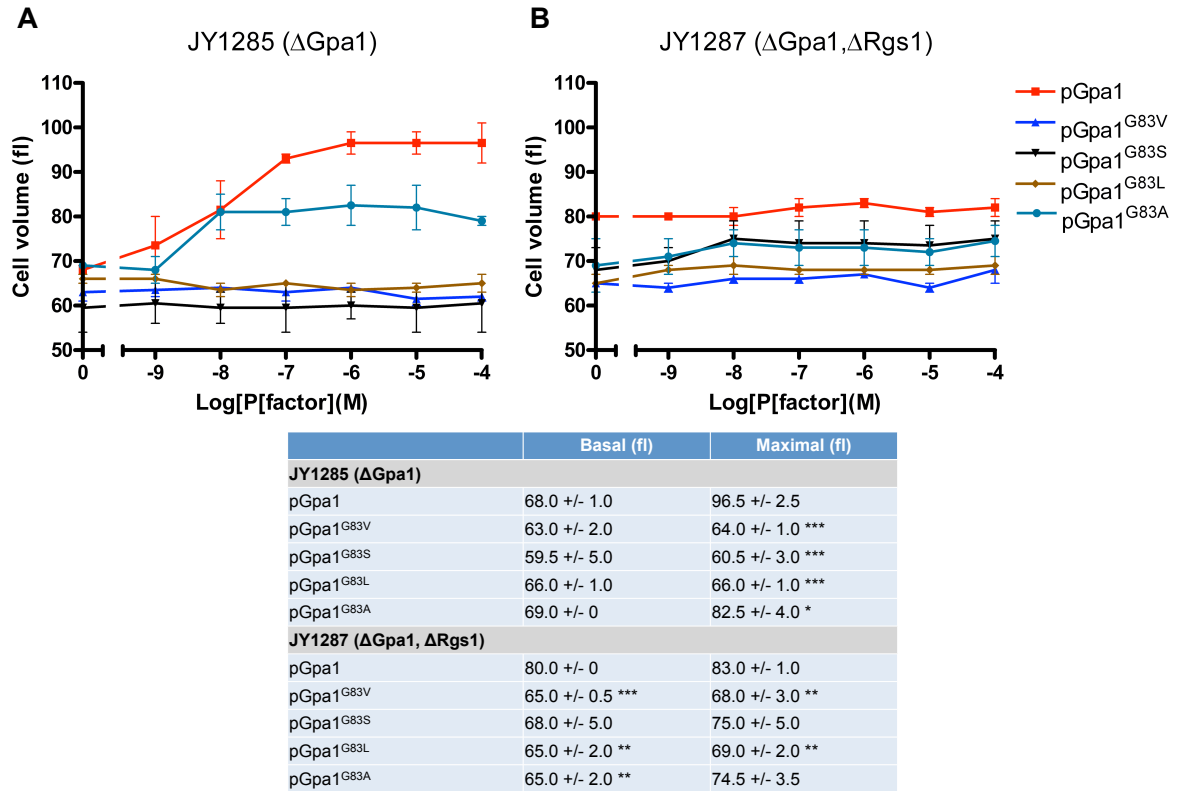 A
JY1285 (ΔGpa1)
110
100
90
80
70
60
50
Cell volume (fl)
0 -9 -8 -7 -6 -5 -4
Log[P[factor](M)
B
JY1287 (ΔGpa1,ΔRgs1)
110
100
90
80
70
60
50
Cell volume (fl)
0 -9 -8 -7 -6 -5 -4
Log[P[factor](M)
pGpa1
pGpa1G83V
pGpa1G83S
pGpa1G83L
pGpa1G83A
Basal (fl) Maximal (fl)
JY1285 (ΔGpa1)
pGpa1 68.0 +/- 1.0 96.5 +/- 2.5
pGpa1G83V 63.0 +/- 2.0 64.0 +/- 1.0 ***
pGpa1G83S 59.5 +/- 5.0 60.5 +/- 3.0 ***
pGpa1G83L 66.0 +/- 1.0 66.0 +/- 1.0 ***
pGpa1G83A 69.0 +/- 0 82.5 +/- 4.0 *
JY1287 (ΔGpa1, ΔRgs1)
pGpa1 80.0 +/- 0 83.0 +/- 1.0
pGpa1G83V 65.0 +/- 0.5 *** 68.0 +/- 3.0 **
pGpa1G83S 68.0 +/- 5.0 75.0 +/- 5.0
pGpa1G83L 65.0 +/- 2.0 ** 69.0 +/- 2.0 **
pGpa1G83A 65.0 +/- 2.0 ** 74.5 +/- 3.5